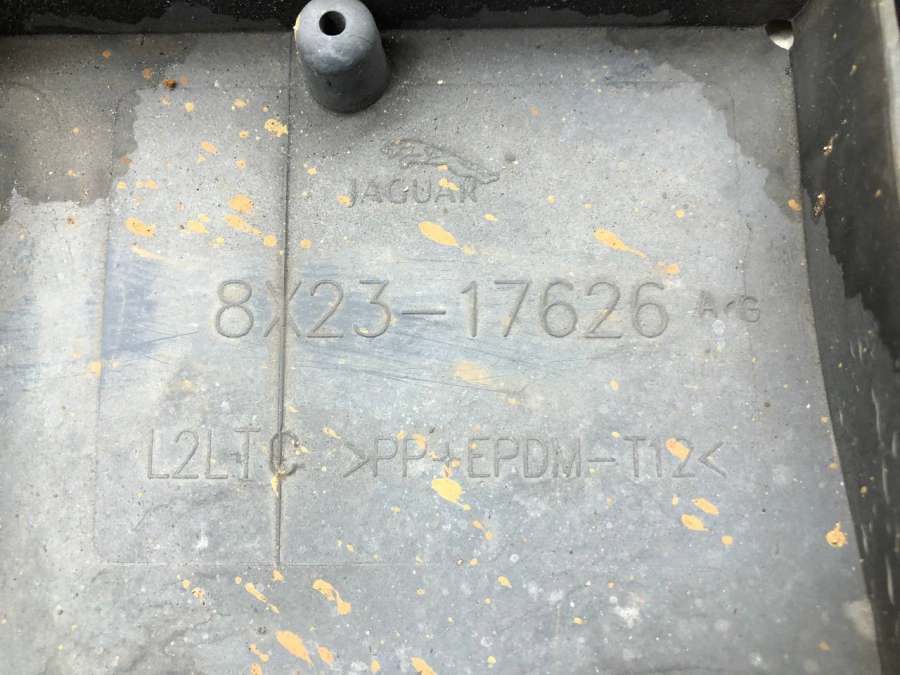 JAGUAR
8X23-17626 A G
L2LTC >PP+EPDM-T12<